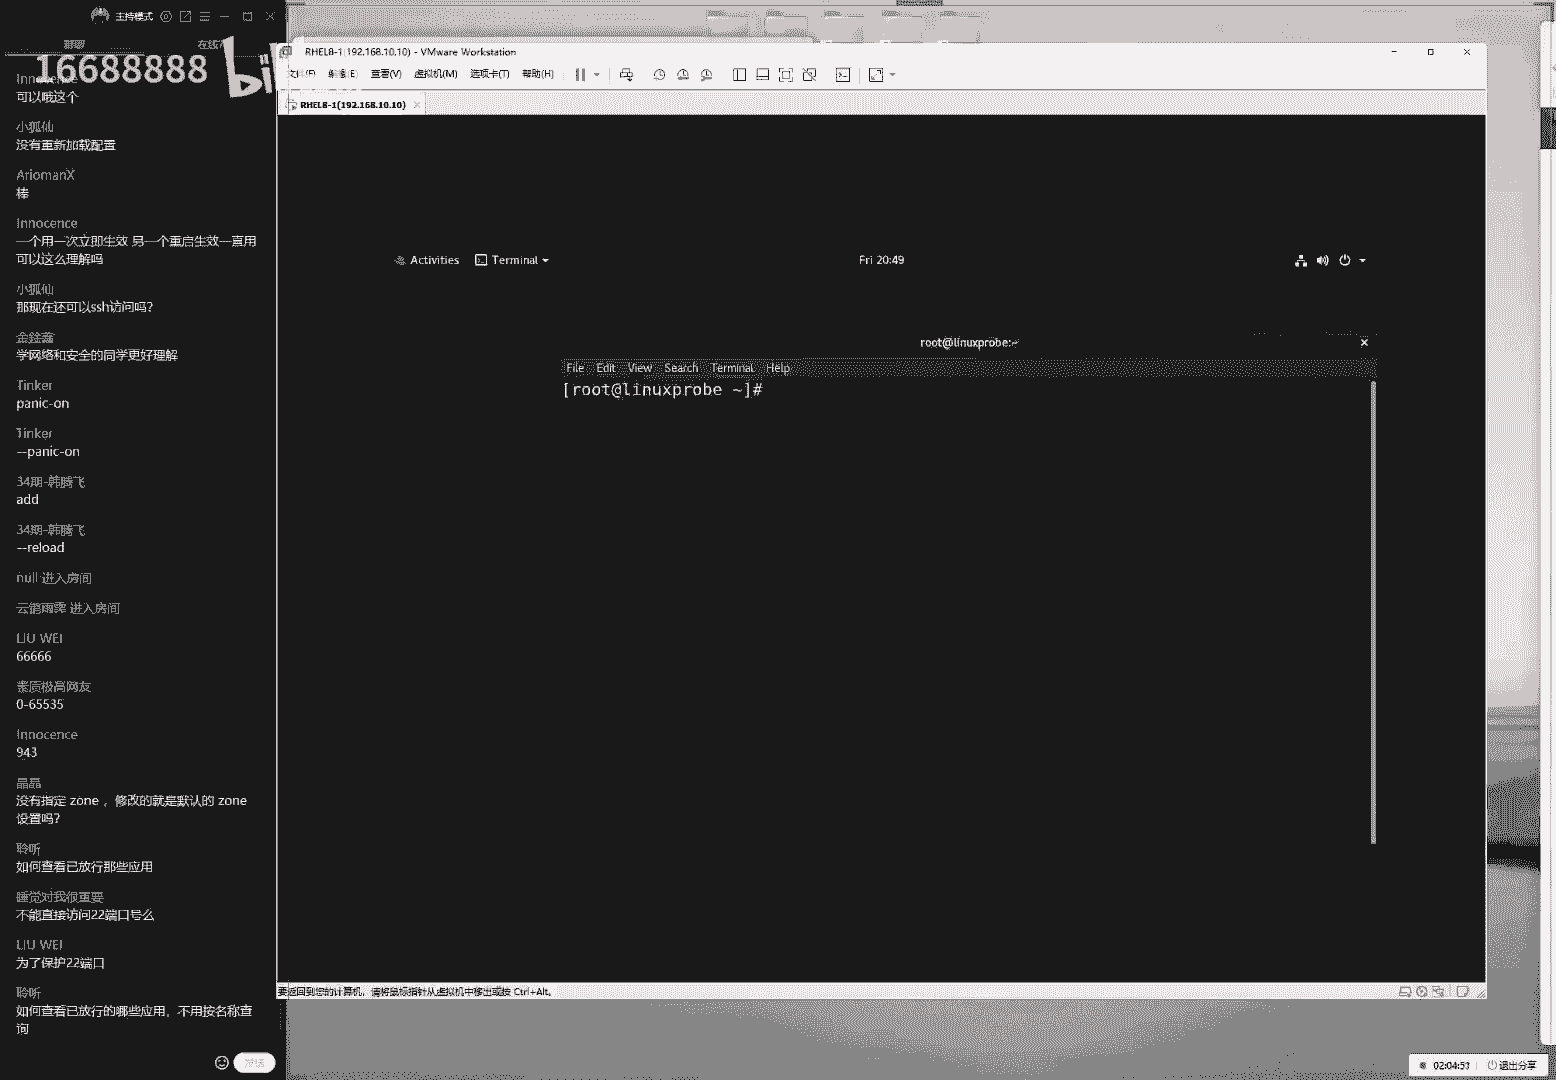 主持模式
16688888
可以哦这个
小狐仙
没有重新加载配置
AriomanX
棒
Innocence
一个用一次立即生效 另一个重启生效一直用
可以这么理解吗
小狐仙
那现在还可以ssh访问吗?
学网络和安全的同学更好理解
Tinker
panic-on
Tinker
--panic-on
34期-韩腾飞
add
34期-韩腾飞
--reload
null 进入房间
进入房间
LIU WEI
66666
素质极高网友
0-65535
Innocence
943
晶晶
没有指定 zone ，修改的就是默认的 zone
设置吗?
聆听
如何查看已放行那些应用
睡觉对我很重要
不能直接访问22端口号么
LIU WEI
为了保护22端口
聆听
如何查看已放行的哪些应用，不用按名称查
询
发送
RHEL8-1(192.168.10.10) - VMware Workstation
文件(F) 编辑(E) 查看(V) 虚拟机(M) 选项卡(T) 帮助(H)
RHEL8-1(192.168.10.10)
Activities Terminal Fri 20:49
root@linuxprobe:~
File Edit View Search Terminal Help
[root@linuxprobe ~]#
要返回到您的计算机，请将鼠标指针从虚拟机中移出或按 Ctrl+Alt。
02:04:53 退出分享